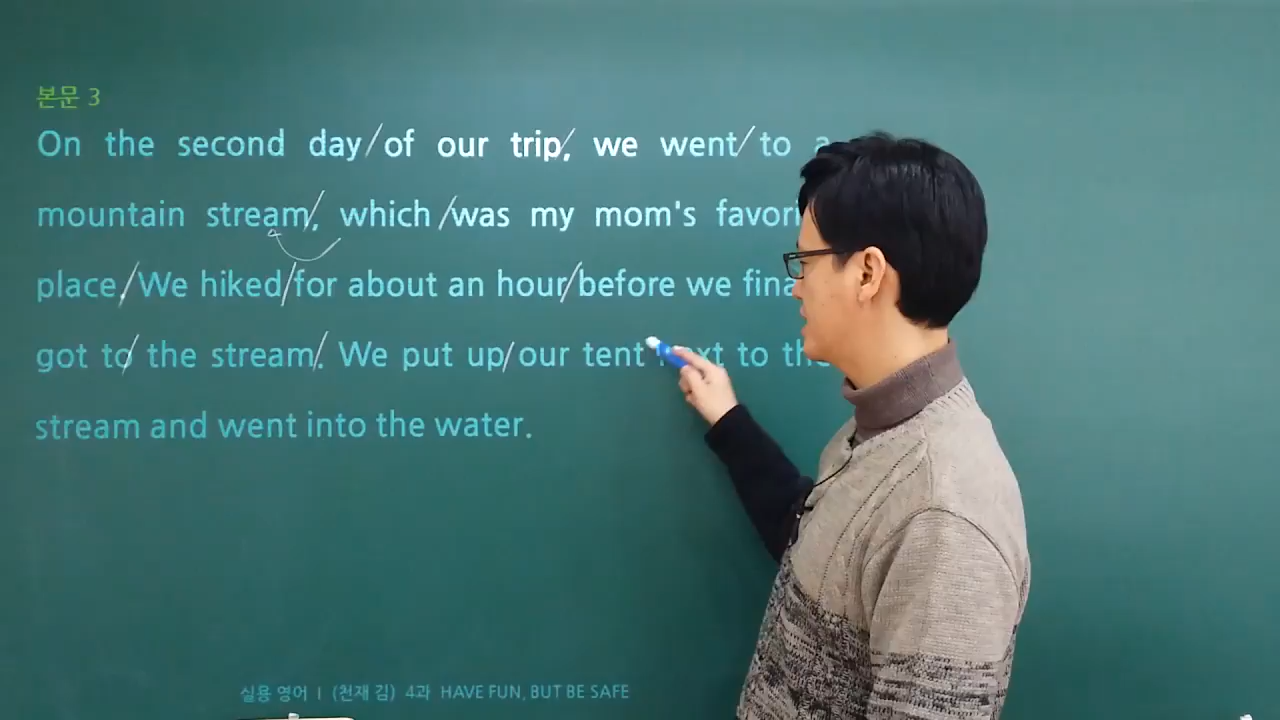 본문 3
On the second day of our trip, we went to a
mountain stream, which was my mom's
place. We hiked for about an hour before we
got to the stream. We put up our tent next to the
stream and went into the water.
실용 영어 I (천재 김) 4과 HAVE FUN, BUT BE SAFE